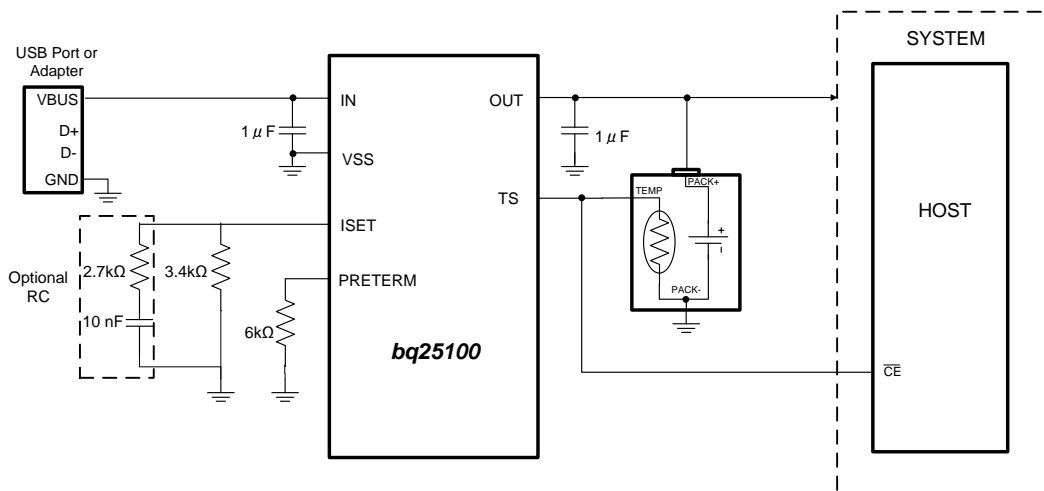 USB Port or
Adapter
VBUS
D+
D-
GND
1 μF
IN
VSS
ISET
PRETERM
bq25100
OUT
TS
1 μF
TEMP
PACK+
+
–
PACK-
Optional
RC
2.7kΩ
3.4kΩ
10 nF
6kΩ
SYSTEM
HOST
CE